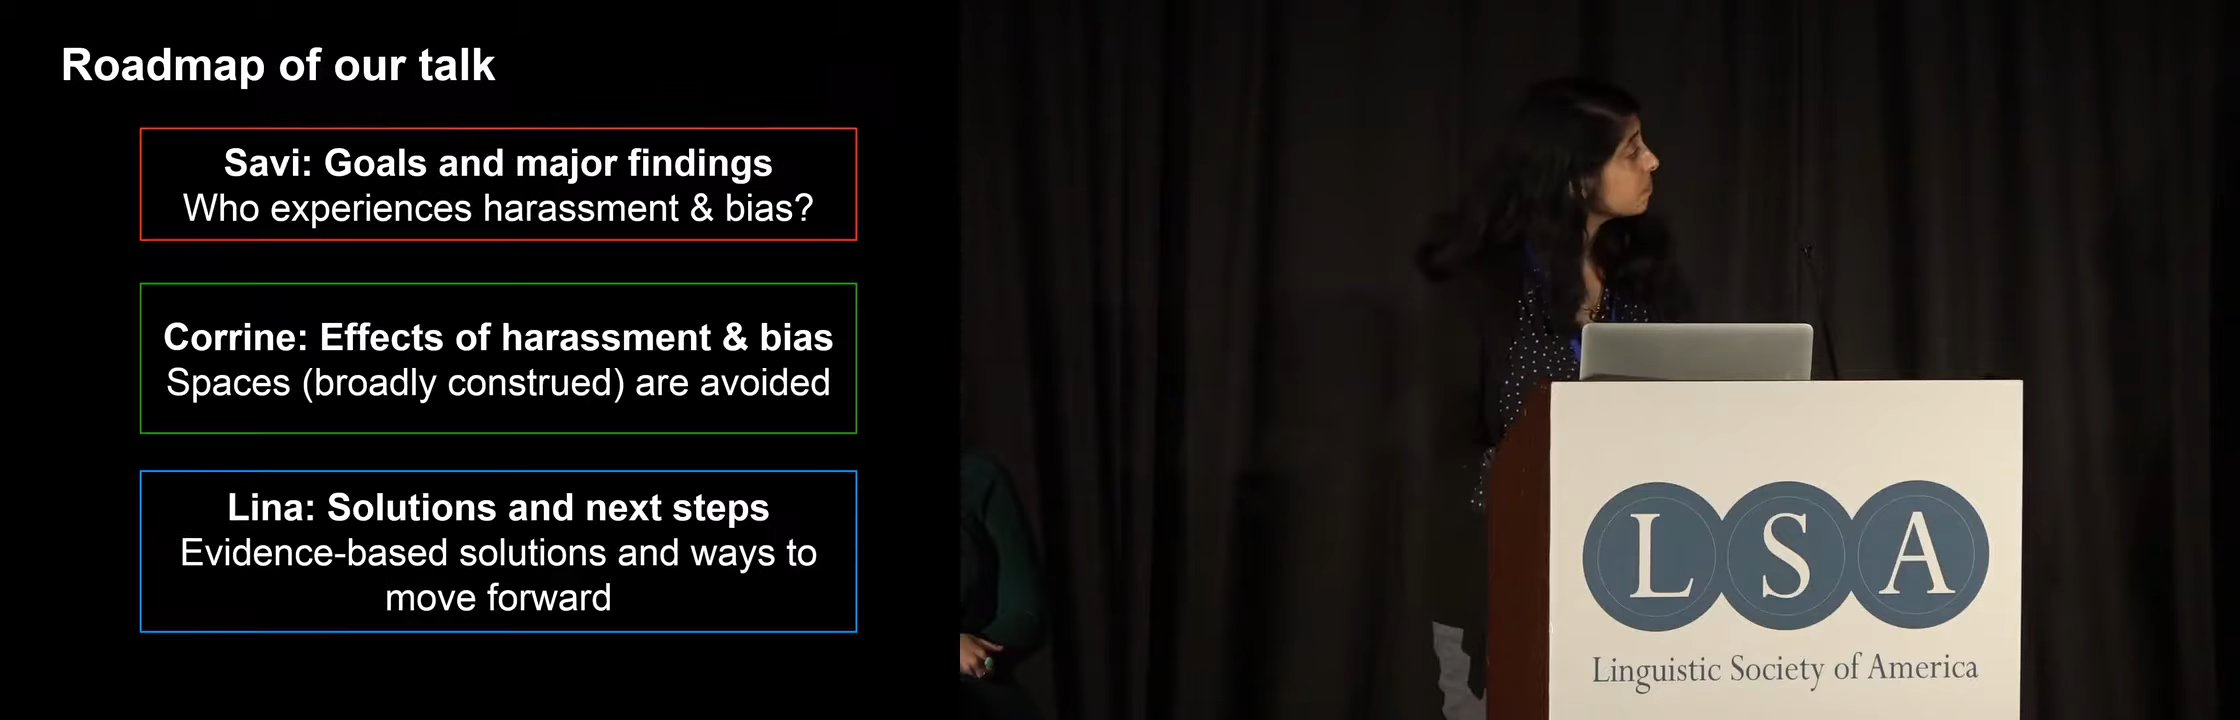 Roadmap of our talk
Savi: Goals and major findings
Who experiences harassment & bias?
Corrine: Effects of harassment & bias
Spaces (broadly construed) are avoided
Lina: Solutions and next steps
Evidence-based solutions and ways to
move forward
LSA
Linguistic Society of America